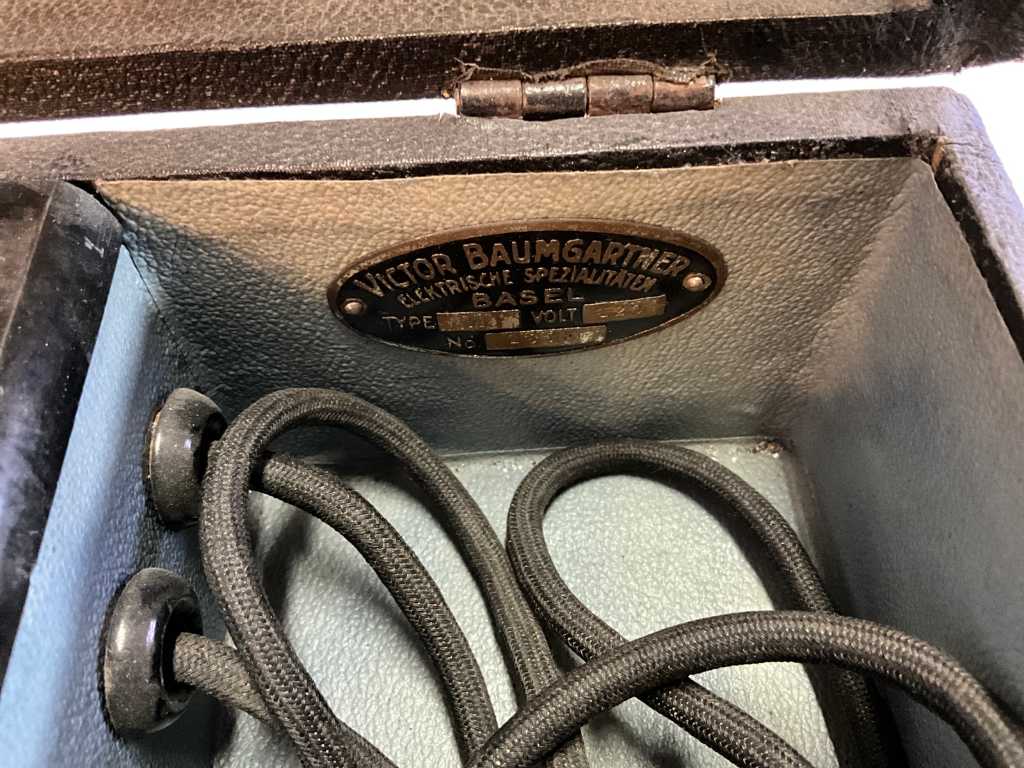 VICTOR BAUMGARTNER
ELEKTRISCHE SPEZIALITÄTEN
BASEL
TYPE VOLT
No